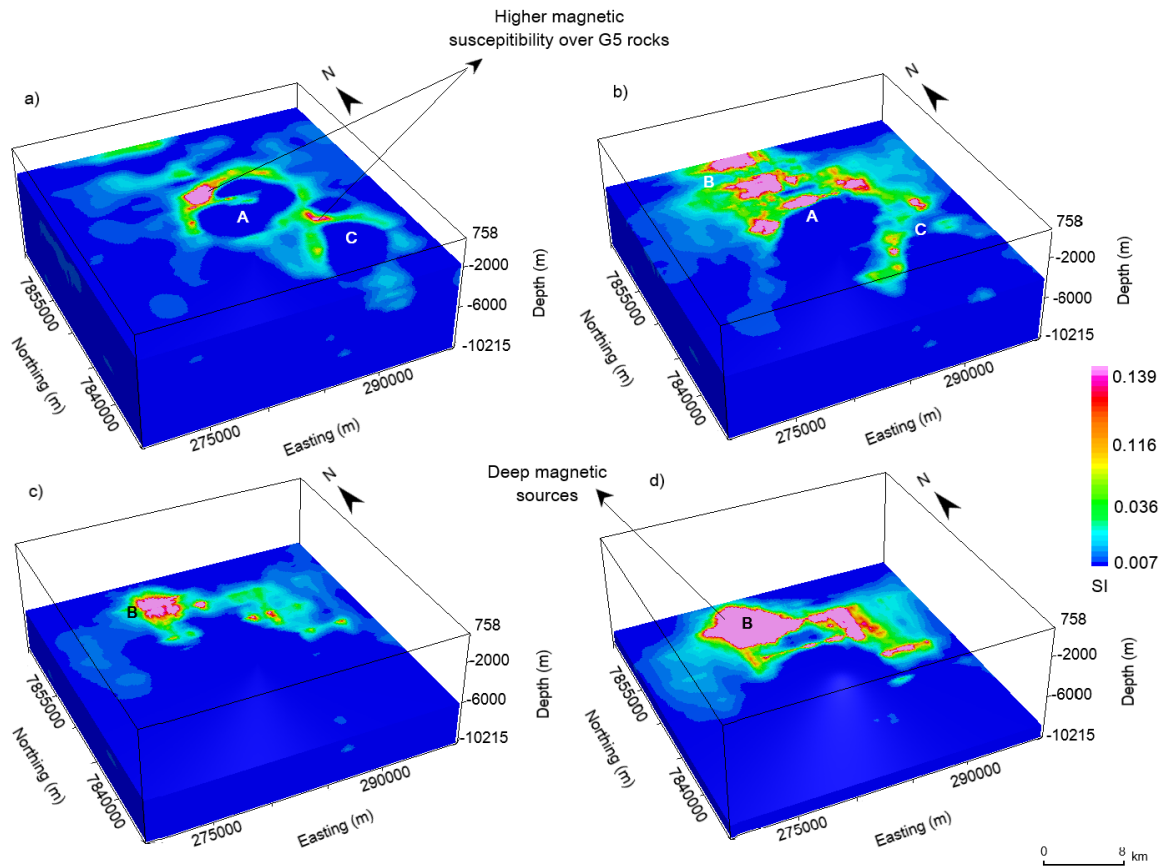 Higher magnetic
suscepitibility over G5 rocks
a)
N
A
C
758
-2000
-6000
-10215
Depth (m)
7855000
7840000
Northing (m)
275000
290000
Easting (m)
b)
N
B
A
C
758
-2000
-6000
-10215
Depth (m)
7855000
7840000
Northing (m)
275000
290000
Easting (m)
0.139
0.116
0.036
0.007
SI
c)
N
B
758
-2000
-6000
-10215
Depth (m)
7855000
7840000
Northing (m)
275000
290000
Easting (m)
Deep magnetic
sources
d)
N
B
758
-2000
-6000
-10215
Depth (m)
7855000
7840000
Northing (m)
275000
290000
Easting (m)
0 8 km